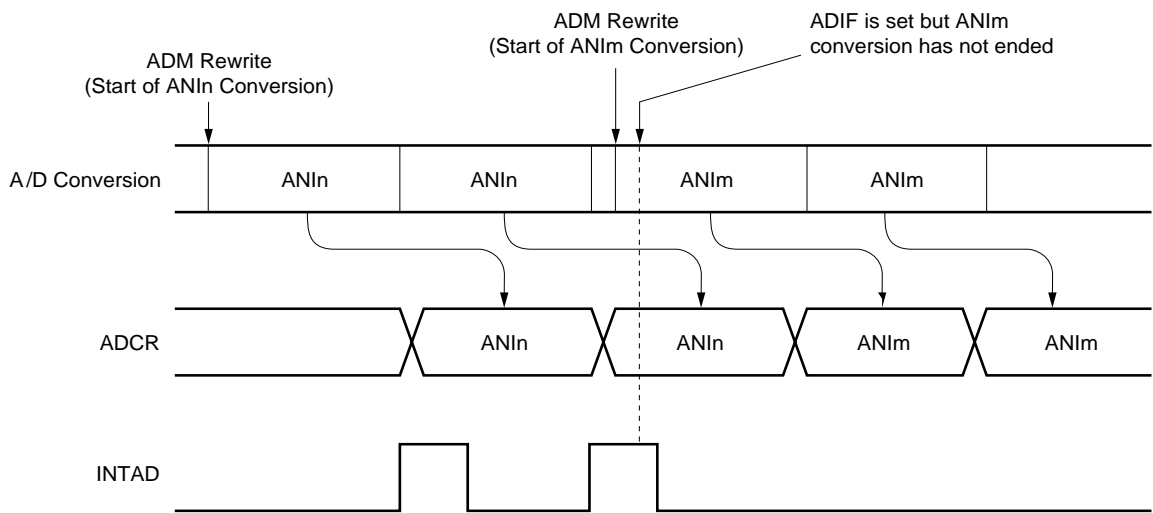 ADM Rewrite
(Start of ANIn Conversion)
ADM Rewrite
(Start of ANIm Conversion)
ADIF is set but ANIm
conversion has not ended
A/D Conversion
ANIn
ANIn
ANIm
ANIm
ADCR
ANIn
ANIn
ANIm
ANIm
INTAD